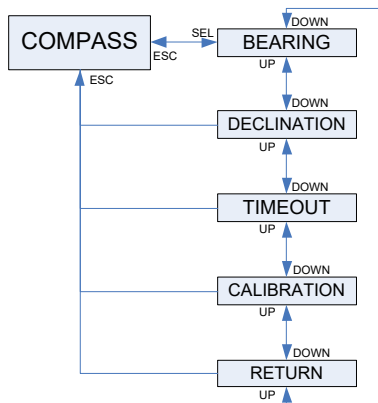 COMPASS
SEL
ESC
ESC
DOWN
BEARING
UP
DOWN
DECLINATION
UP
DOWN
TIMEOUT
UP
DOWN
CALIBRATION
UP
DOWN
RETURN
UP